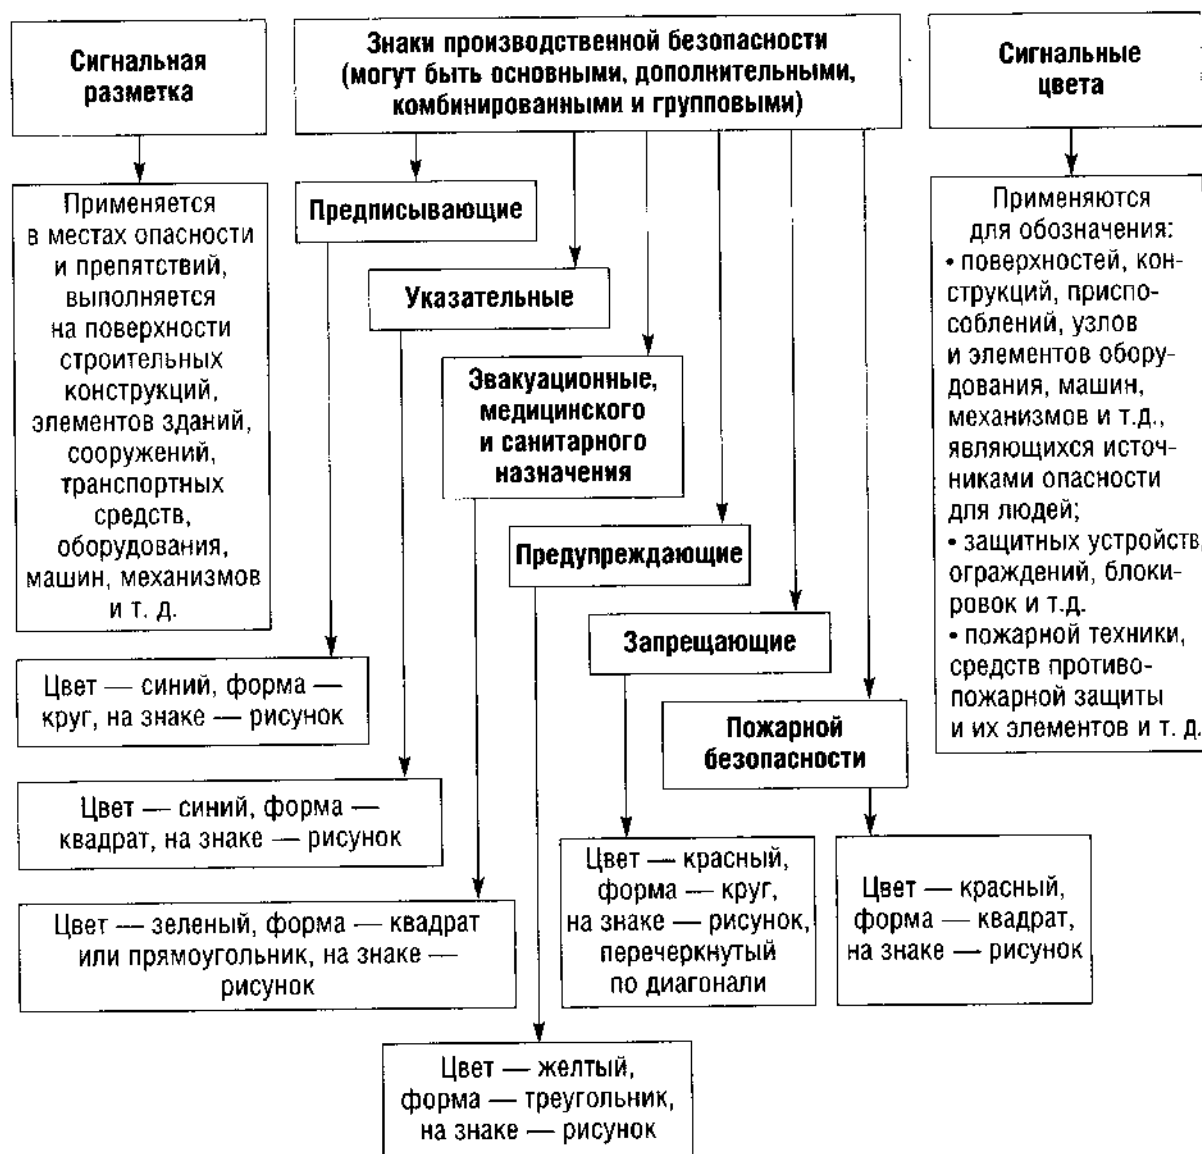 Сигнальная
разметка
Знаки производственной безопасности
(могут быть основными, дополнительными,
комбинированными и групповыми)
Сигнальные
цвета
Применяется
в местах опасности
и препятствий,
выполняется
на поверхности
строительных
конструкций,
элементов зданий,
сооружений,
транспортных
средств,
оборудования,
машин, механизмов
и т. д.
Предписывающие
Указательные
Эвакуационные,
медицинского
и санитарного
назначения
Предупреждающие
Запрещающие
Пожарной
безопасности
Применяются
для обозначения:
• поверхностей, кон-
струкций, приспо-
соблений, узлов
и элементов обору-
дования, машин,
механизмов и т.д.,
являющихся источ-
никами опасности
для людей;
• защитных устройств,
ограждений, блоки-
ровок и т.д.
• пожарной техники,
средств противо-
пожарной защиты
и их элементов и т. д.
Цвет — синий, форма —
круг, на знаке — рисунок
Цвет — синий, форма —
квадрат, на знаке — рисунок
Цвет — зеленый, форма — квадрат
или прямоугольник, на знаке —
рисунок
Цвет — красный,
форма — круг,
на знаке — рисунок,
перечеркнутый
по диагонали
Цвет — красный,
форма — квадрат,
на знаке — рисунок
Цвет — желтый,
форма — треугольник,
на знаке — рисунок